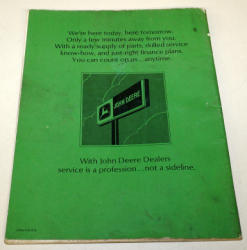 We're here today, here tomorrow.
Only a few minutes away from you.
With a ready supply of parts, skilled service
know-how, and just-right finance plans.
You can count on us...anytime.
JOHN DEERE
With John Deere Dealers
service is a profession...not a sideline.